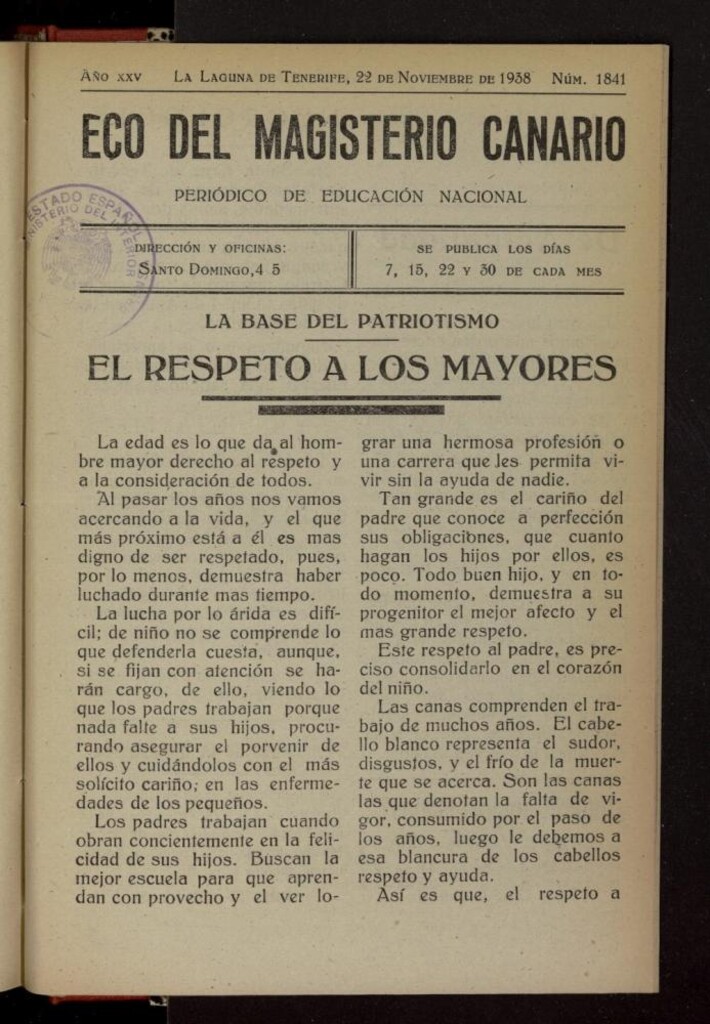 AÑO XXV LA LAGUNA DE TENERIFE, 22 DE NOVIEMBRE DE 1938 NÚM. 1841
ECO DEL MAGISTERIO CANARIO
PERIÓDICO DE EDUCACIÓN NACIONAL
ESTADO ESPAÑOL
MINISTERIO DEL INTERIOR
DIRECCIÓN Y OFICINAS:
SANTO DOMINGO,4 5
SE PUBLICA LOS DÍAS
7, 15, 22 Y 30 DE CADA MES
LA BASE DEL PATRIOTISMO
EL RESPETO A LOS MAYORES
La edad es lo que da al hom-
bre mayor derecho al respeto y
a la consideración de todos.
Al pasar los años nos vamos
acercando a la vida, y el que
más próximo está a él es mas
digno de ser respetado, pues,
por lo menos, demuestra haber
luchado durante mas tiempo.
La lucha por lo árida es difí-
cil; de niño no se comprende lo
que defenderla cuesta, aunque,
si se fijan con atención se ha-
rán cargo, de ello, viendo lo
que los padres trabajan porque
nada falte a sus hijos, procu-
rando asegurar el porvenir de
ellos y cuidándolos con el más
solícito cariño; en las enferme-
dades de los pequeños.
Los padres trabajan cuando
obran concientemente en la feli-
cidad de sus hijos. Buscan la
mejor escuela para que apren-
dan con provecho y el ver lo-
grar una hermosa profesión o
una carrera que les permita vi-
vir sin la ayuda de nadie.
Tan grande es el cariño del
padre que conoce a perfección
sus obligaciones, que cuanto
hagan los hijos por ellos, es
poco. Todo buen hijo, y en to-
do momento, demuestra a su
progenitor el mejor afecto y el
mas grande respeto.
Este respeto al padre, es pre-
ciso consolidarlo en el corazón
del niño.
Las canas comprenden el tra-
bajo de muchos años. El cabe-
llo blanco representa el sudor,
disgustos, y el frío de la muer-
te que se acerca. Son las canas
las que denotan la falta de vi-
gor, consumido por el paso de
los años, luego le debemos a
esa blancura de los cabellos
respeto y ayuda.
Así es que, el respeto a